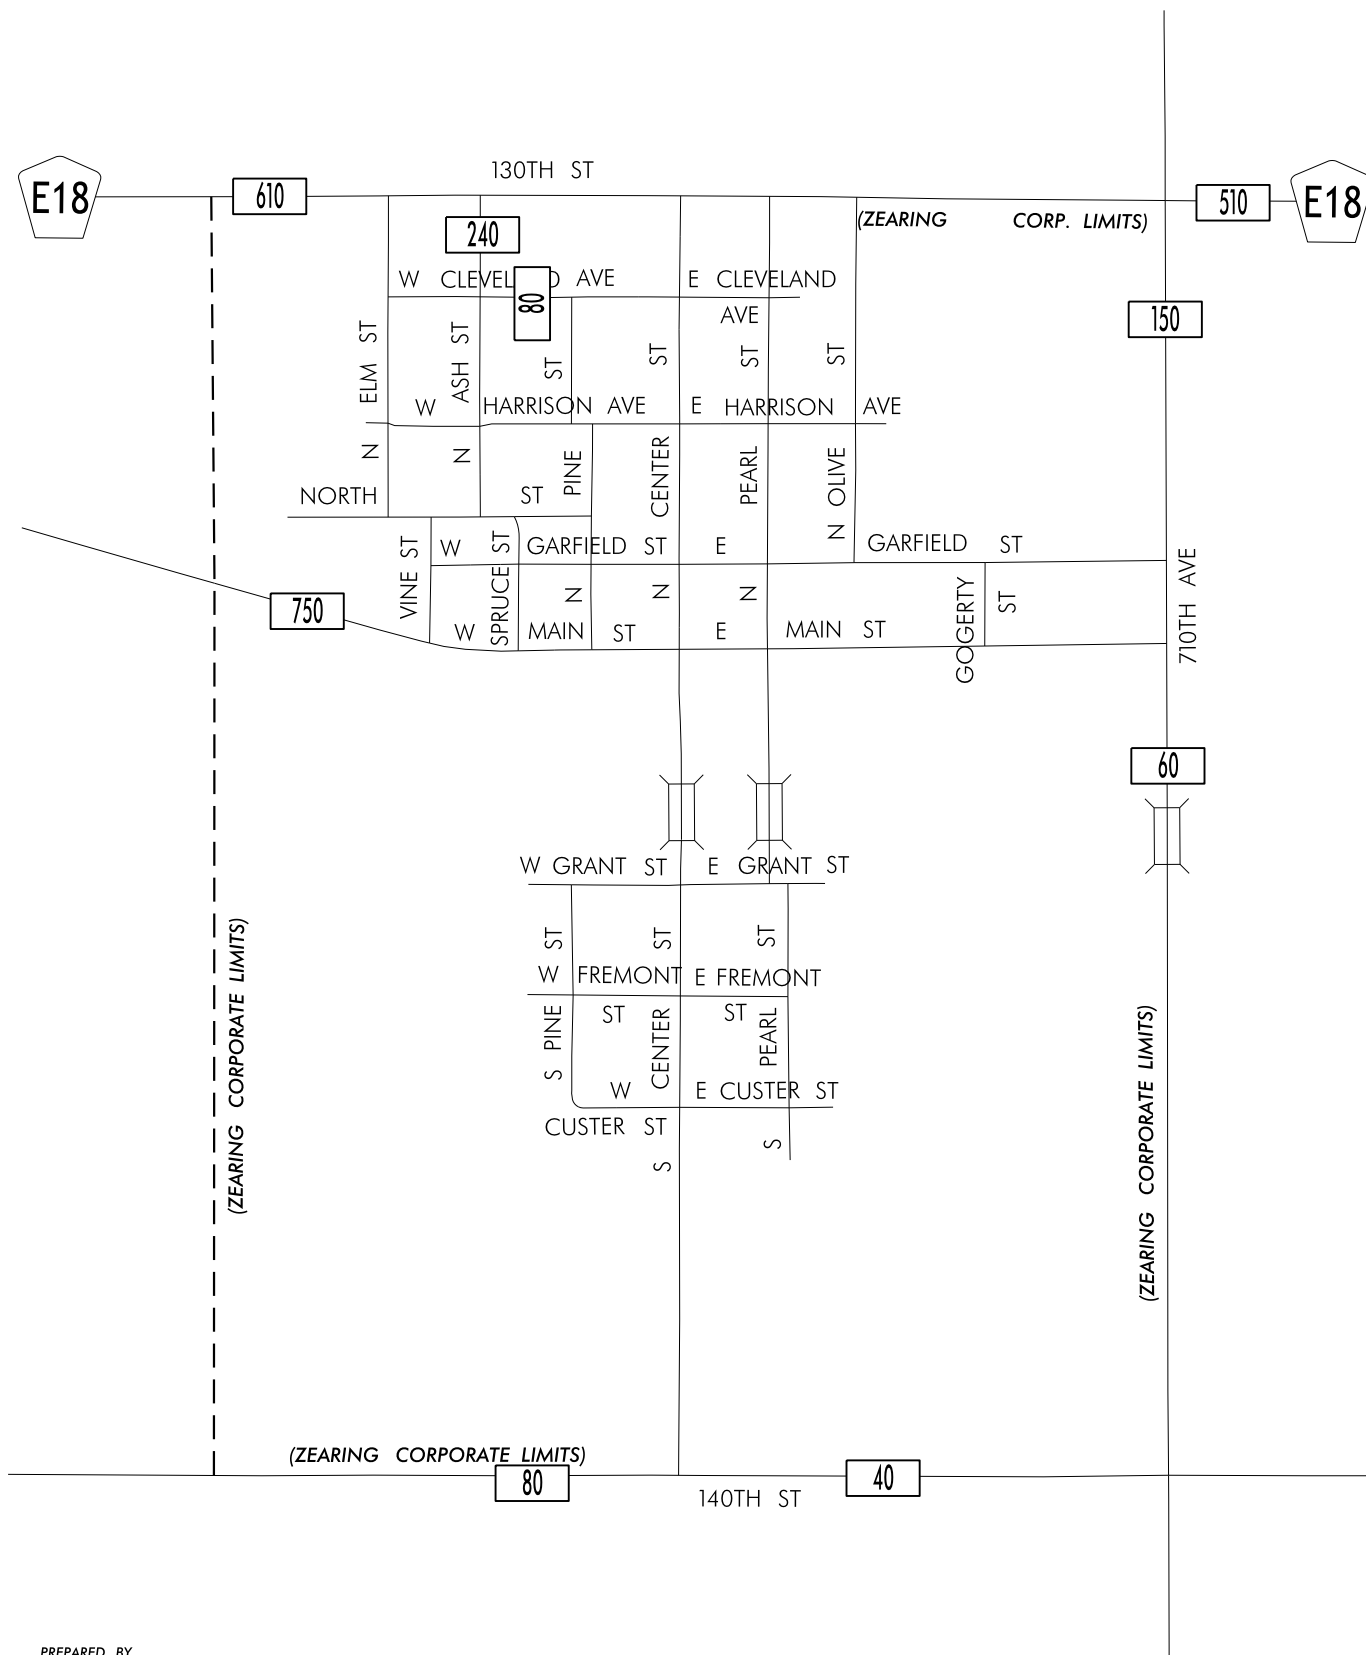 130TH ST
E18
610
510
E18
(ZEARING CORP. LIMITS)
240
W CLEVELAND AVE
E CLEVELAND
AVE
80
150
N ELM ST
N ASH ST
PINE ST
N
N CENTER ST
N PEARL ST
N OLIVE ST
W HARRISON AVE
E HARRISON AVE
NORTH ST
VINE ST
SPRUCE ST
W GARFIELD ST
E GARFIELD ST
GOGERTY ST
710TH AVE
750
W MAIN ST
E MAIN ST
60
W GRANT ST
E GRANT ST
S PINE ST
S CENTER ST
S PEARL ST
W FREMONT
ST
E FREMONT
ST
W
CUSTER ST
E CUSTER ST
(ZEARING CORPORATE LIMITS)
(ZEARING CORPORATE LIMITS)
(ZEARING CORPORATE LIMITS)
80
40
140TH ST
PREPARED BY